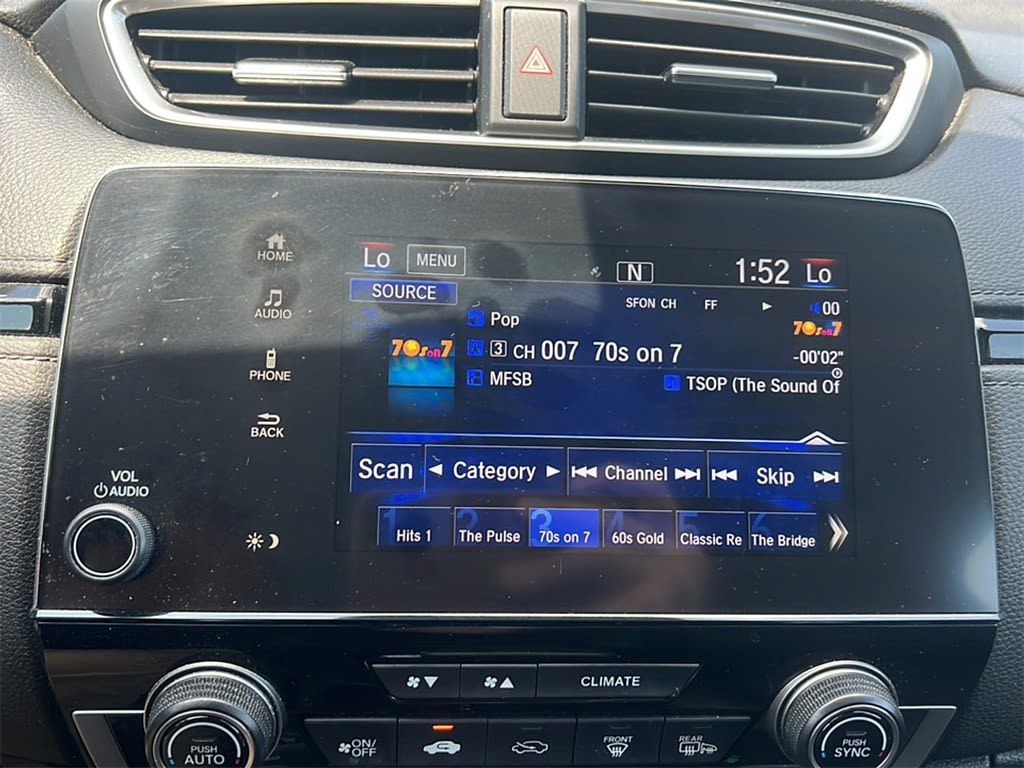 HOME
AUDIO
PHONE
BACK
VOL
AUDIO
Lo
MENU
N
1:52
Lo
SOURCE
SFON CH
FF
00
Pop
70son7
70son7
3
CH 007 70s on 7
-00'02"
MFSB
TSOP (The Sound Of
Scan
Category
Channel
Skip
1 Hits 1
2 The Pulse
3 70s on 7
4 60s Gold
5 Classic Re
6 The Bridge
CLIMATE
PUSH
AUTO
ON/
OFF
FRONT
REAR
PUSH
SYNC